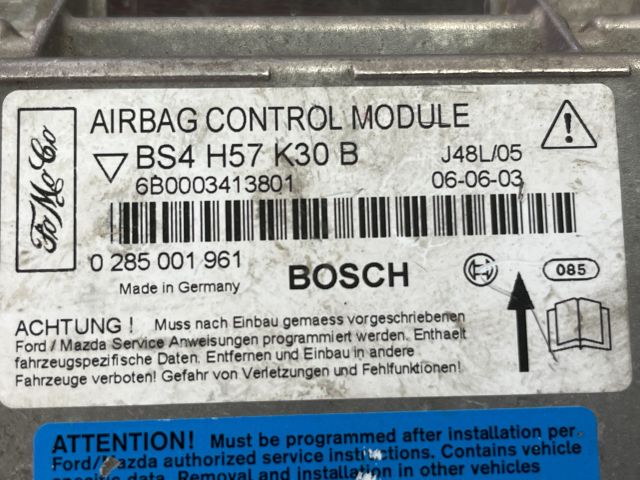 FoMoCo
AIRBAG CONTROL MODULE
BS4 H57 K30 B
J48L/05
6B0003413801
06-06-03
0 285 001 961
BOSCH
085
Made in Germany
ACHTUNG ! Muss nach Einbau gemaess vorgeschriebenen
Ford / Mazda Service Anweisungen programmiert werden. Enthaelt
fahrzeugspezifische Daten. Entfernen und Einbau in andere
Fahrzeuge verboten! Gefahr von Verletzungen und Fehlfunktionen!
ATTENTION! Must be programmed after installation per
Ford/Mazda authorized service instructions. Contains vehicle
specific data. Removal and installation in other vehicles